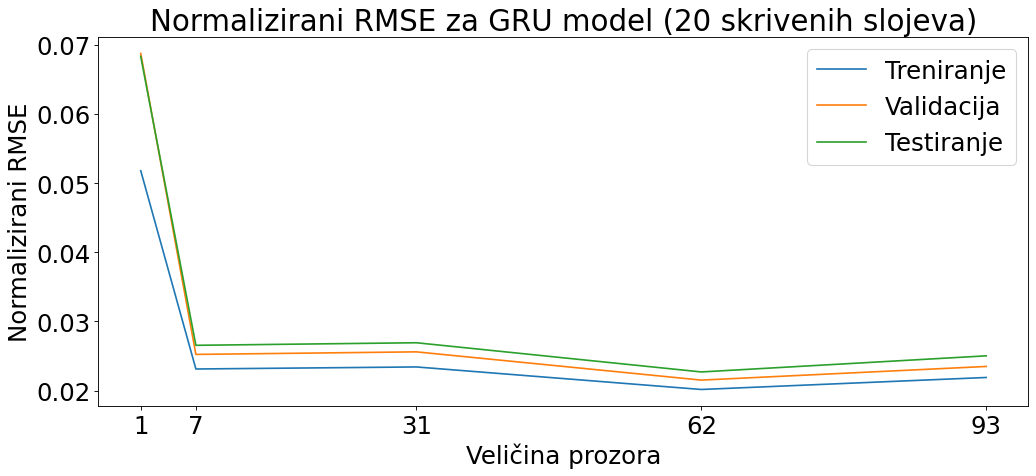 Normalizirani RMSE za GRU model (20 skrivenih slojeva)
Normalizirani RMSE
0.07
0.06
0.05
0.04
0.03
0.02
Treniranje
Validacija
Testiranje
1 7 31 62 93
Veličina prozora